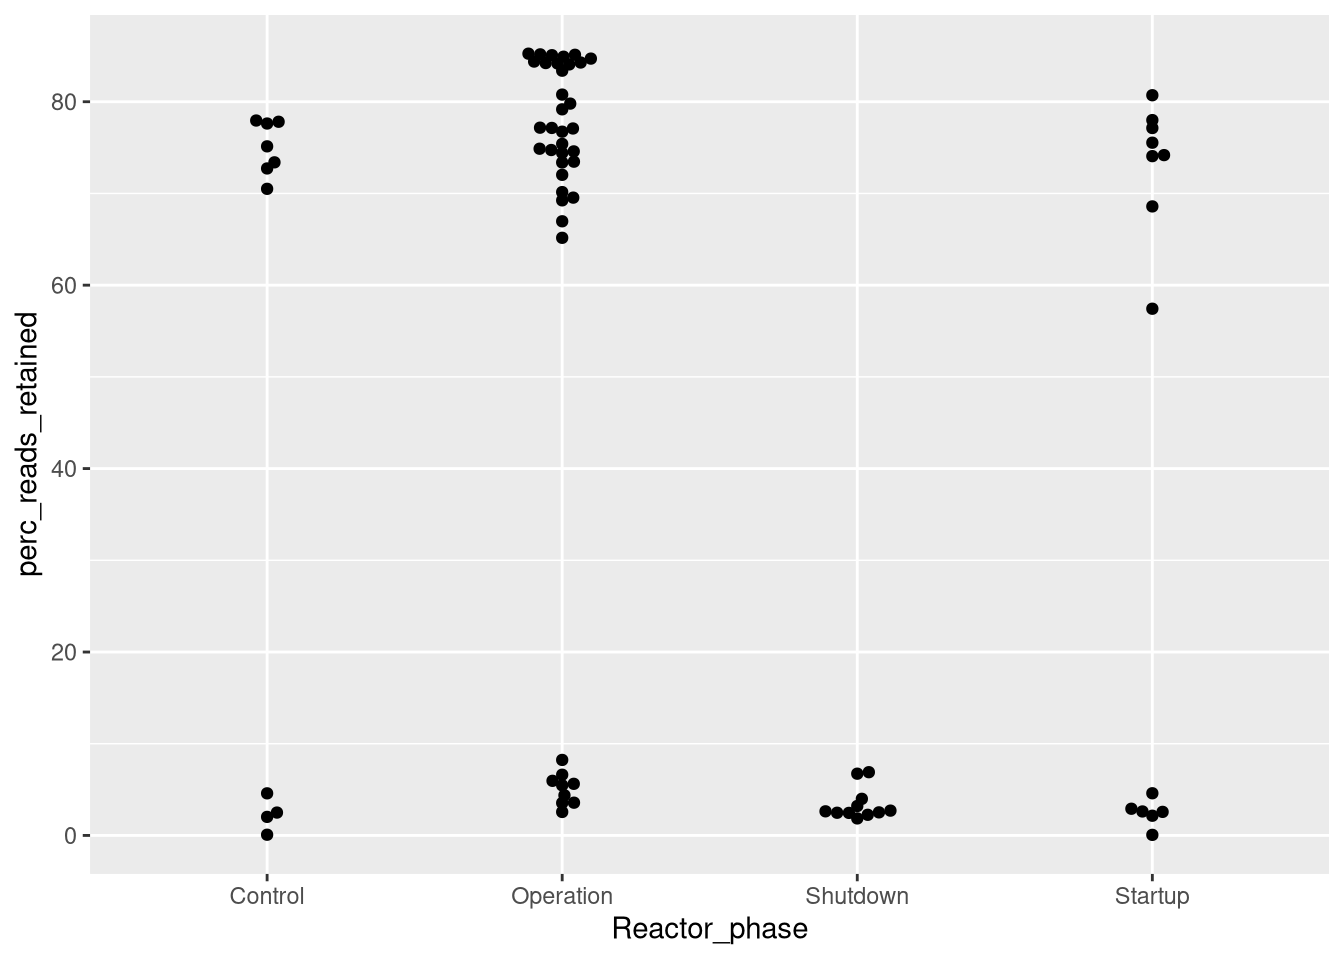 perc_reads_retained
80
60
40
20
0
Control
Operation
Shutdown
Startup
Reactor_phase